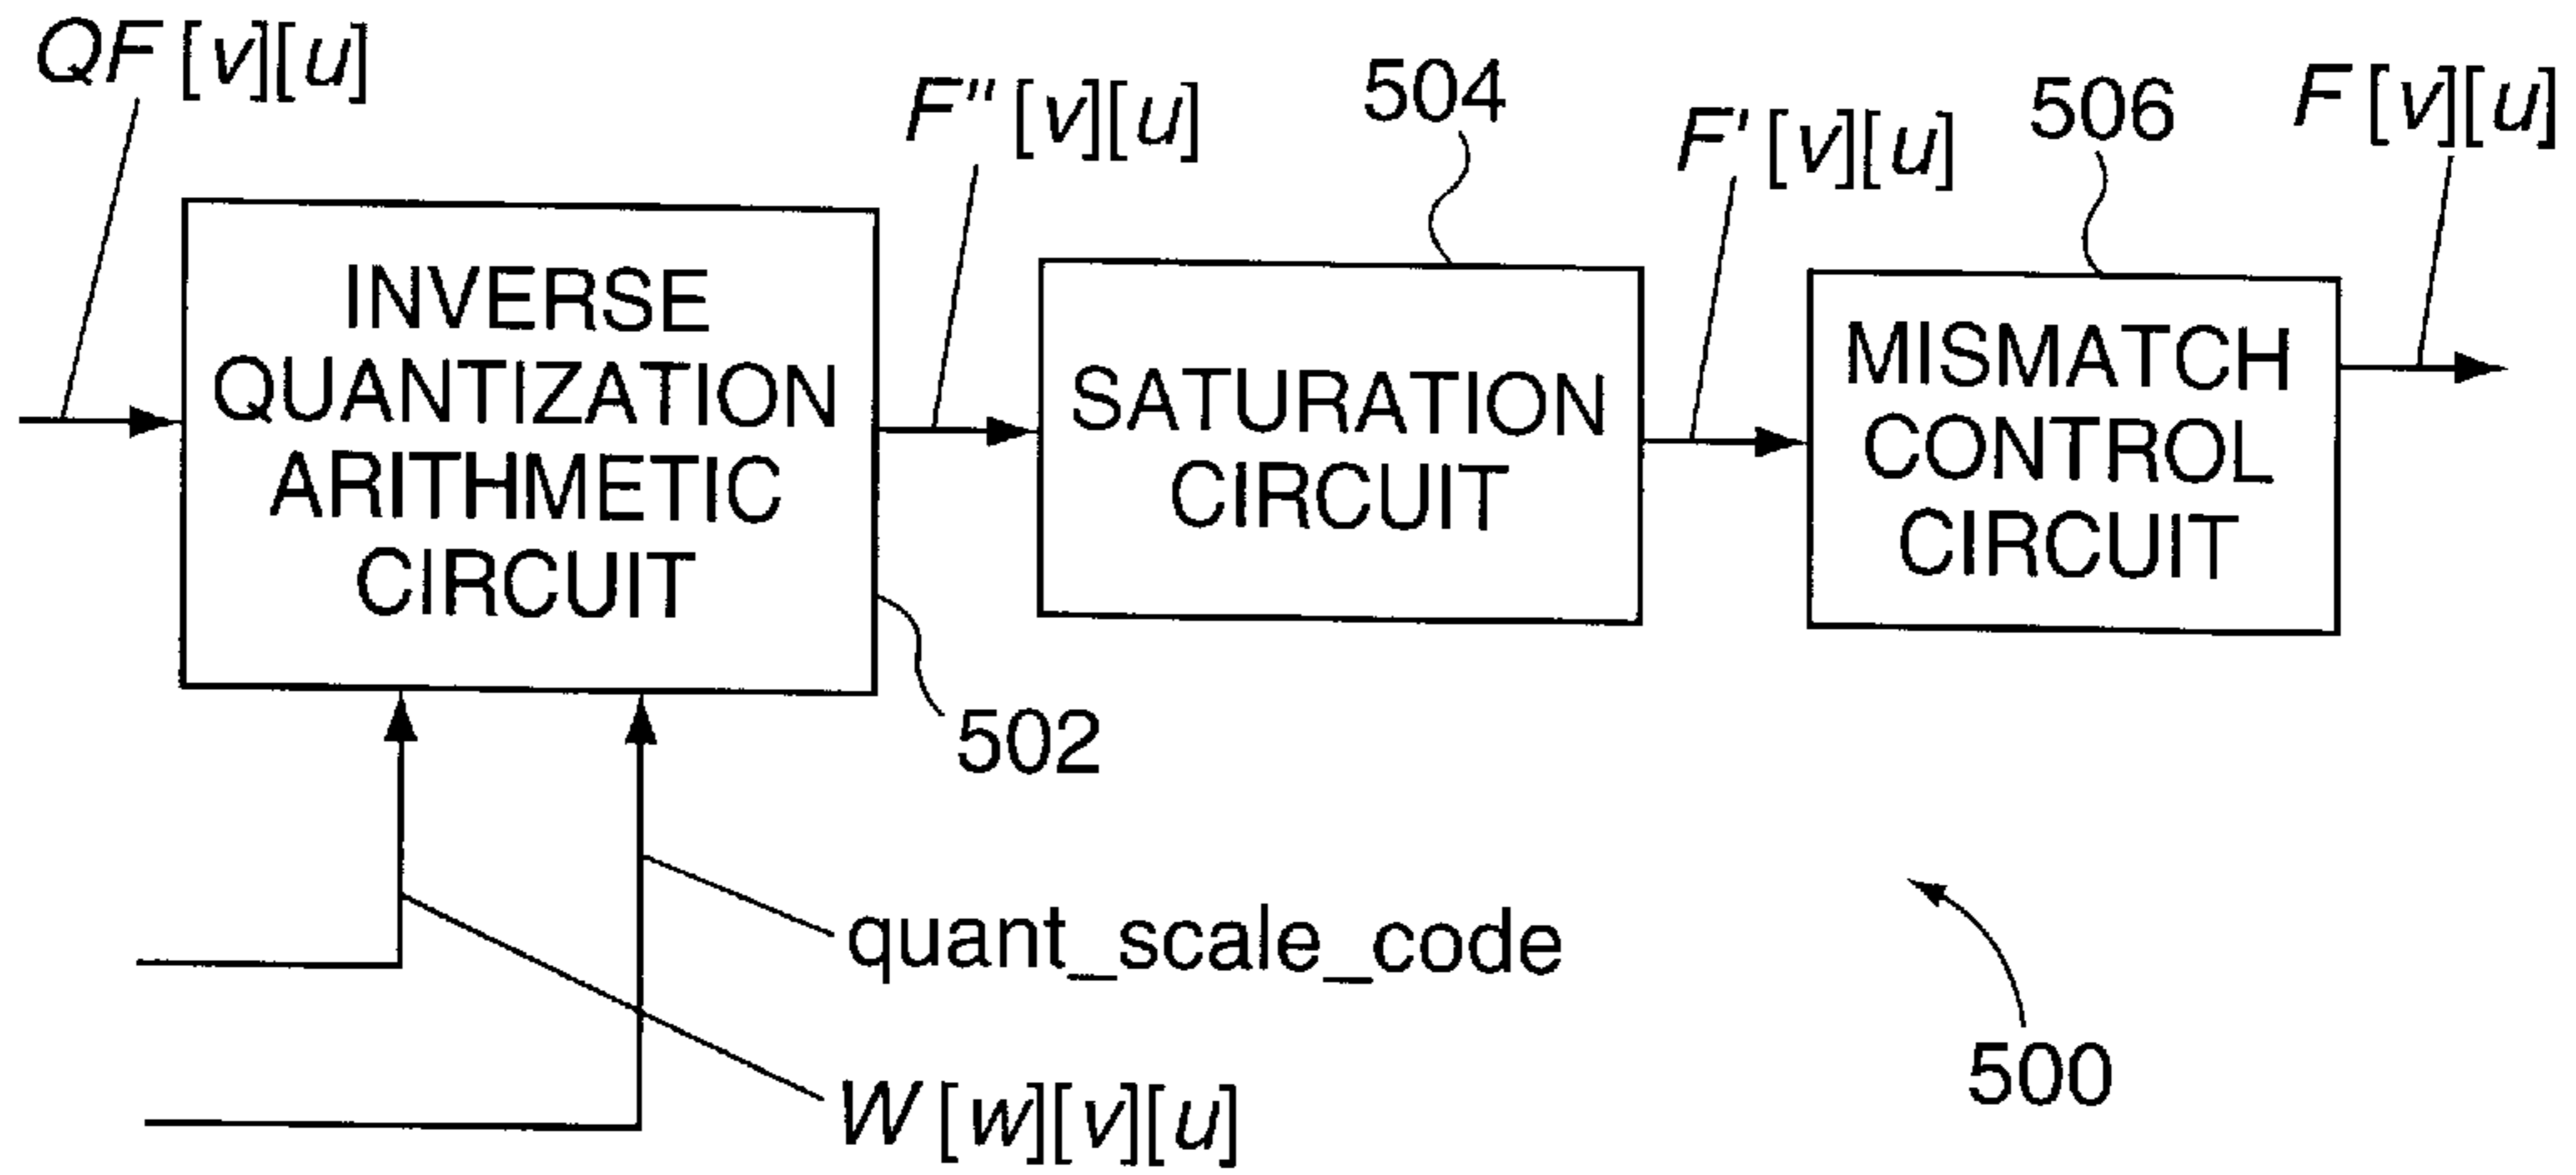 QF [v][u]
F" [v][u]
504
F' [v][u]
506
F [v][u]
INVERSE
QUANTIZATION
ARITHMETIC
CIRCUIT
SATURATION
CIRCUIT
MISMATCH
CONTROL
CIRCUIT
502
quant_scale_code
W [w][v][u]
500